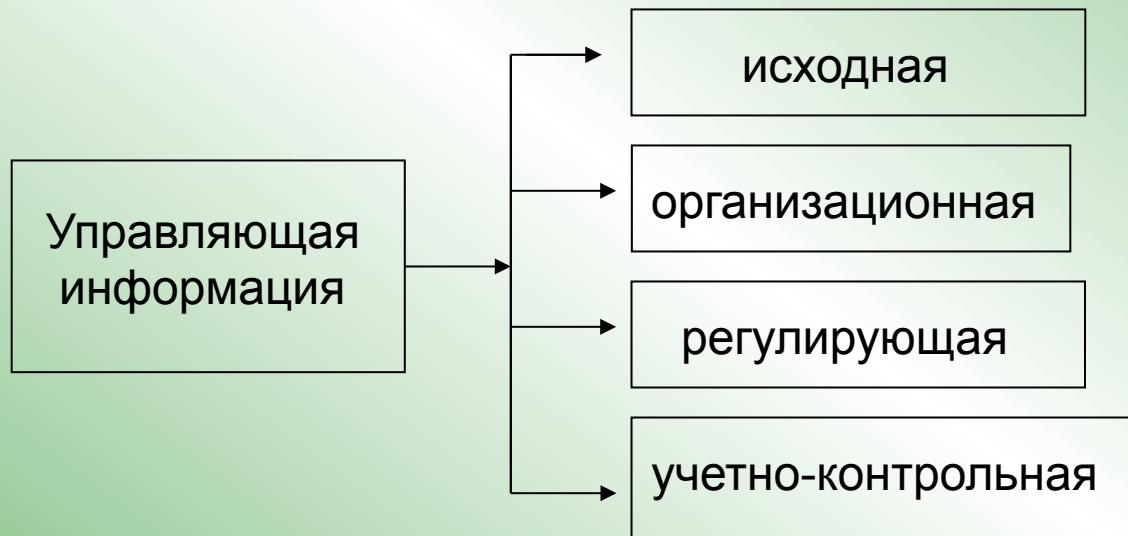 Управляющая
информация
исходная
организационная
регулирующая
учетно-контрольная